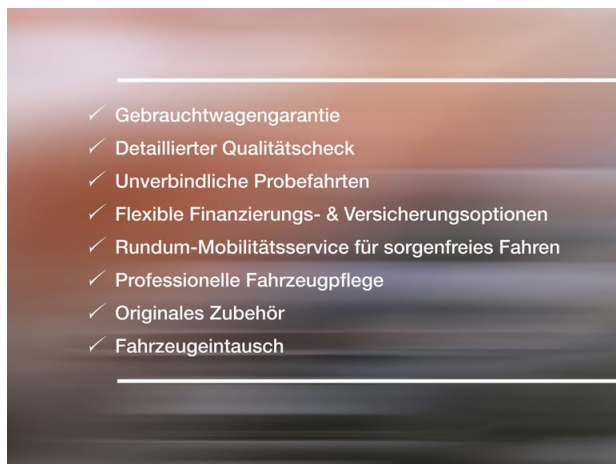 ✓ Gebrauchtwagengarantie
✓ Detaillierter Qualitätscheck
✓ Unverbindliche Probefahrten
✓ Flexible Finanzierungs- & Versicherungsoptionen
✓ Rundum-Mobilitätsservice für sorgenfreies Fahren
✓ Professionelle Fahrzeugpflege
✓ Originales Zubehör
✓ Fahrzeugeintausch